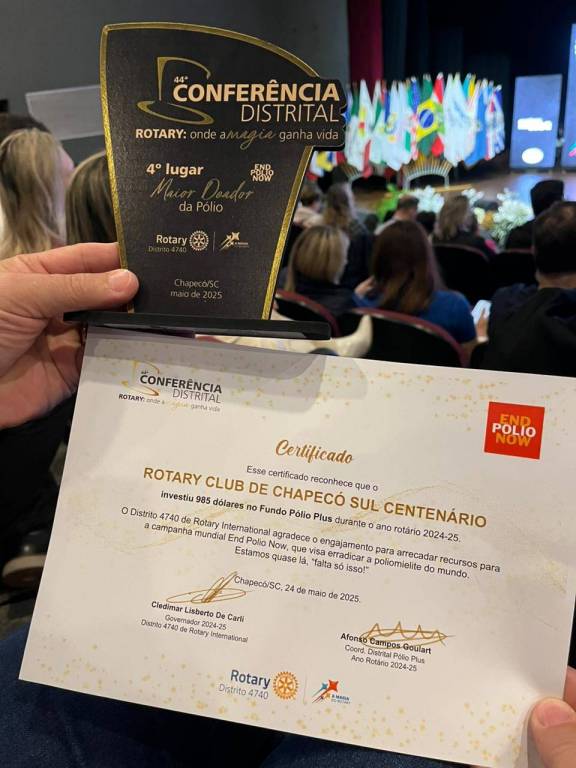 44ª
CONFERÊNCIA
DISTRITAL
ROTARY: onde a magia ganha vida
4º lugar
Maior Doador
da Pólio
END
POLIO
NOW
Rotary
Distrito 4740
Chapecó/SC
maio de 2025
44ª
CONFERÊNCIA
DISTRITAL
ROTARY: onde a magia ganha vida
END
POLIO
NOW
Certificado
Esse certificado reconhece que o
ROTARY CLUB DE CHAPECÓ SUL CENTENÁRIO
investiu 985 dólares no Fundo Pólio Plus durante o ano rotário 2024-25.
O Distrito 4740 de Rotary International agradece o engajamento para arrecadar recursos para
a campanha mundial End Polio Now, que visa erradicar a poliomielite do mundo.
Estamos quase lá, "falta só isso!"
Chapecó/SC, 24 de maio de 2025.
Cledimar Lisberto De Carli
Governador 2024-25
Distrito 4740 de Rotary International
Afonso Campos Goulart
Coord. Distrital Pólio Plus
Ano Rotário 2024-25
Rotary
Distrito 4740
A MAGIA
DO ROTARY